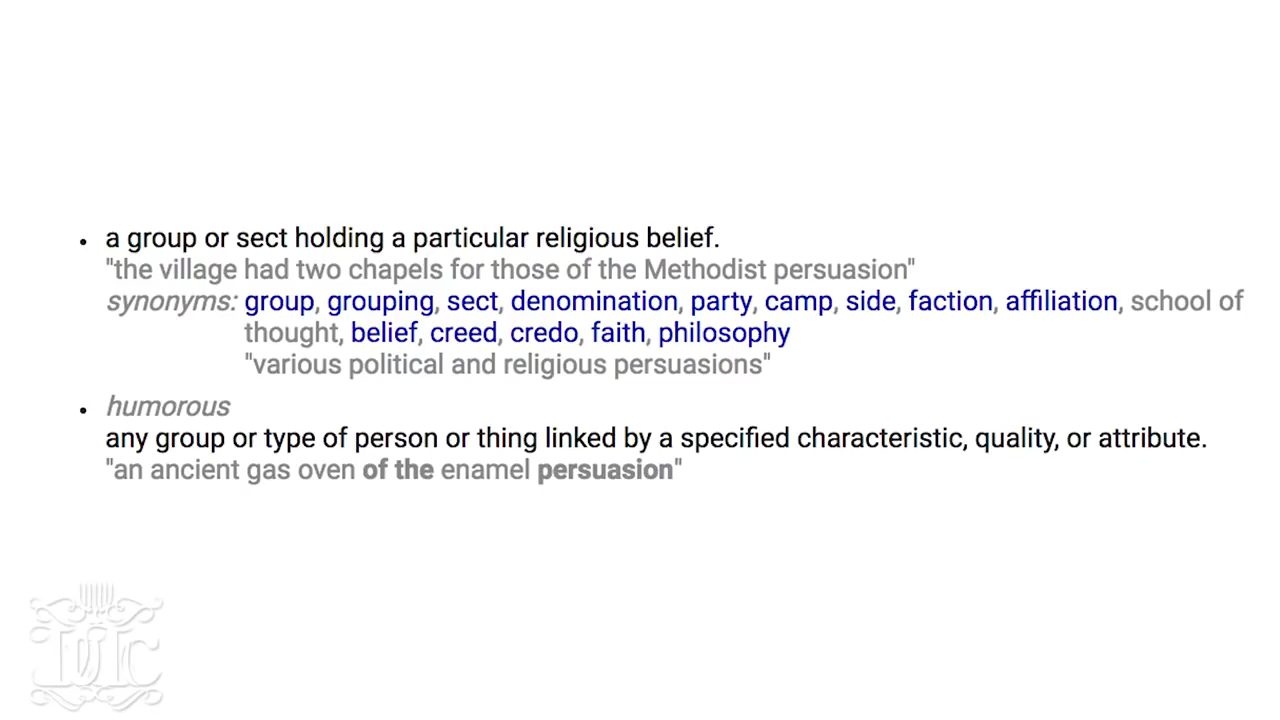 • a group or sect holding a particular religious belief.
"the village had two chapels for those of the Methodist persuasion"
synonyms: group, grouping, sect, denomination, party, camp, side, faction, affiliation, school of
thought, belief, creed, credo, faith, philosophy
"various political and religious persuasions"
• humorous
any group or type of person or thing linked by a specified characteristic, quality, or attribute.
"an ancient gas oven of the enamel persuasion"